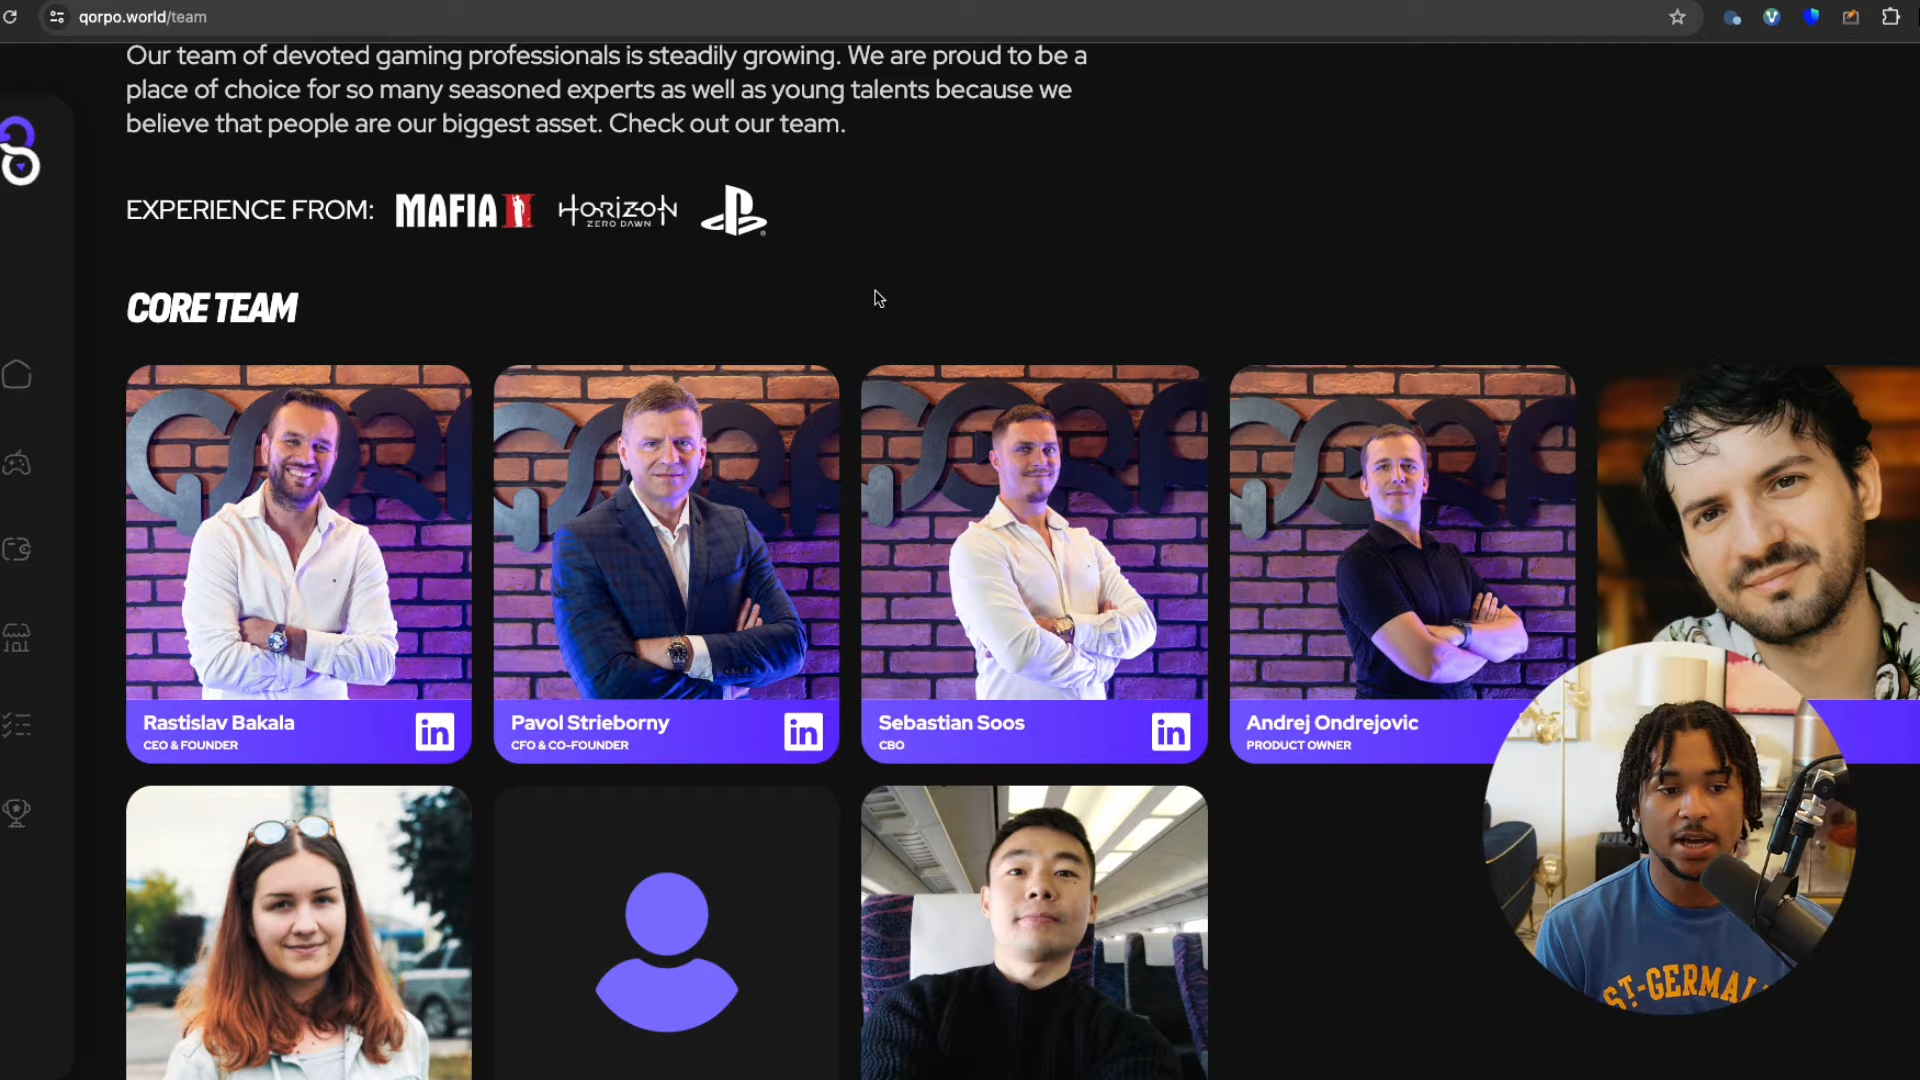 qorpo.world/team
Our team of devoted gaming professionals is steadily growing. We are proud to be a
place of choice for so many seasoned experts as well as young talents because we
believe that people are our biggest asset. Check out our team.
EXPERIENCE FROM: MAFIA II HORIZON ZERO DAWN
CORE TEAM
Rastislav Bakala
CEO & FOUNDER
in
Pavol Strieborny
CFO & CO-FOUNDER
in
Sebastian Soos
CBO
in
Andrej Ondrejovic
PRODUCT OWNER
ST-GERMA